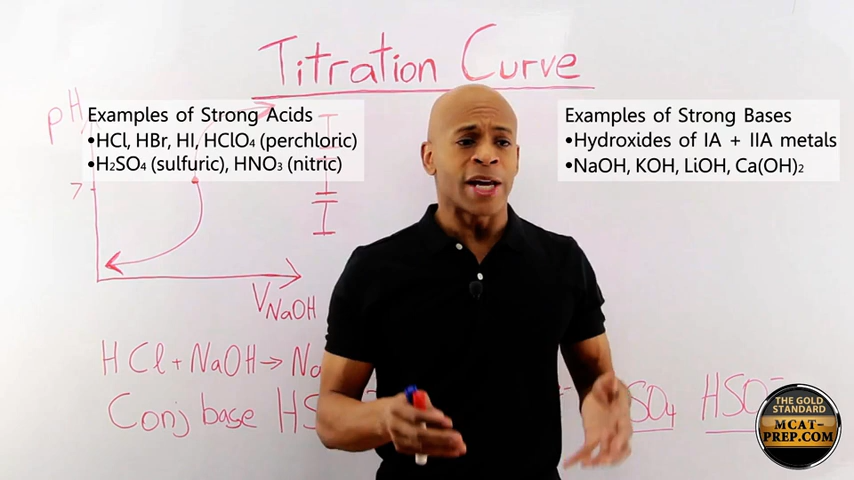 Titration Curve
pH
Examples of Strong Acids
•HCl, HBr, HI, HClO₄ (perchloric)
•H₂SO₄ (sulfuric), HNO₃ (nitric)
Examples of Strong Bases
•Hydroxides of IA + IIA metals
•NaOH, KOH, LiOH, Ca(OH)₂
7
V NaOH
HCl + NaOH → Na
Conj base HS
SO₄ HSO
THE GOLD
STANDARD
MCAT-
PREP.COM